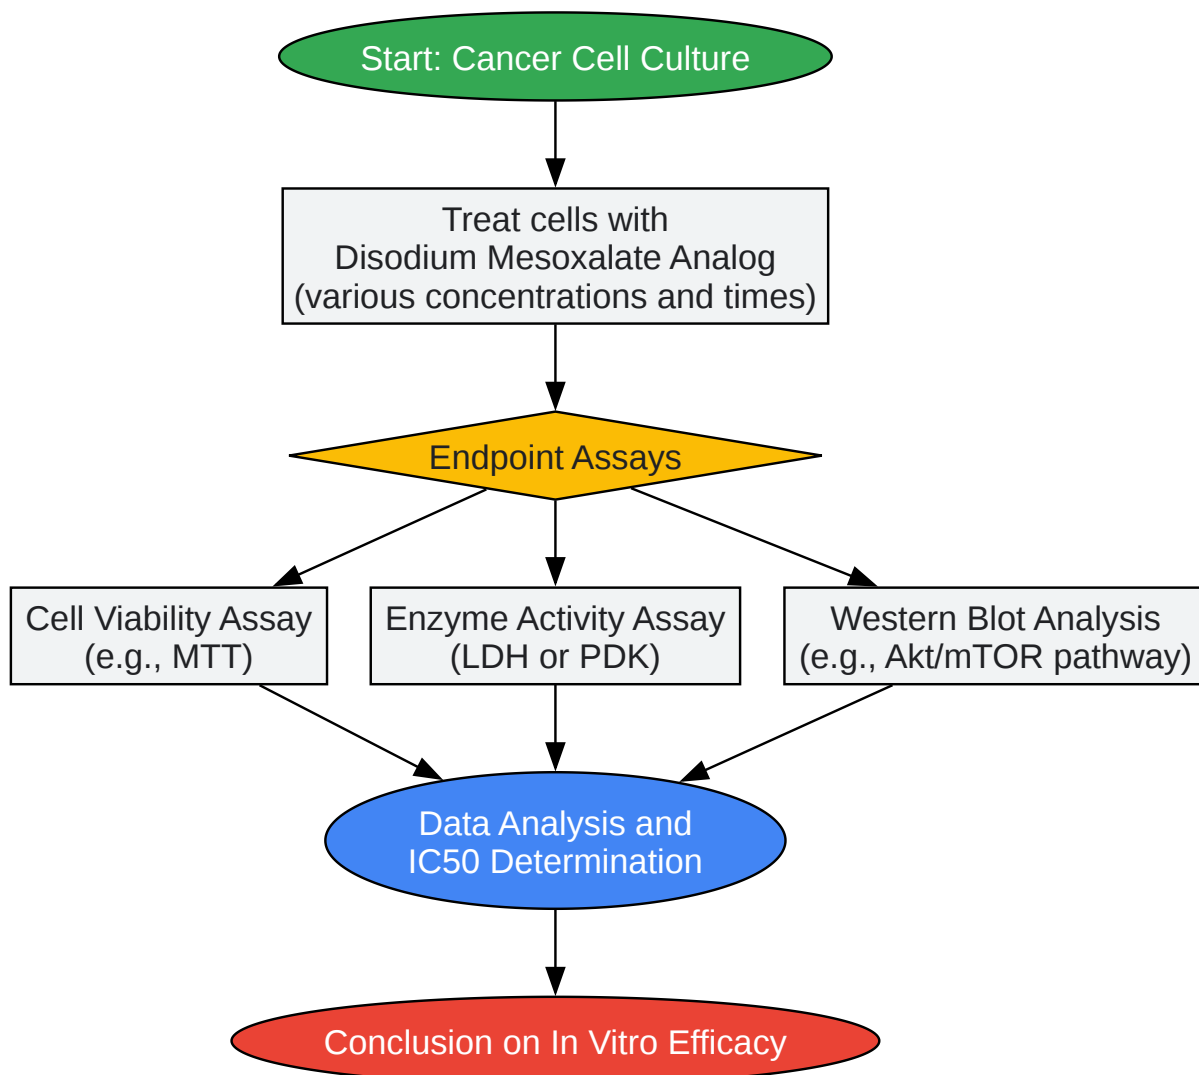 Start: Cancer Cell Culture
Treat cells with
Disodium Mesoxalate Analog
(various concentrations and times)
Endpoint Assays
Cell Viability Assay
(e.g., MTT)
Enzyme Activity Assay
(LDH or PDK)
Western Blot Analysis
(e.g., Akt/mTOR pathway)
Data Analysis and
IC50 Determination
Conclusion on In Vitro Efficacy